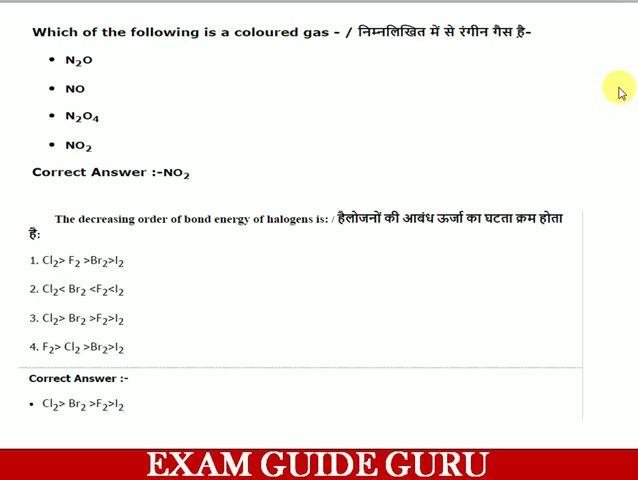 Which of the following is a coloured gas - / निम्नलिखित में से रंगीन गैस है-
• N₂O
• NO
• N₂O₄
• NO₂
Correct Answer :-NO₂
The decreasing order of bond energy of halogens is: / हैलोजनों की आबंध ऊर्जा का घटता क्रम होता
है:
1. Cl₂> F₂ >Br₂>I₂
2. Cl₂< Br₂ <F₂<I₂
3. Cl₂> Br₂ >F₂>I₂
4. F₂> Cl₂ >Br₂>I₂
Correct Answer :-
• Cl₂> Br₂ >F₂>I₂
EXAM GUIDE GURU